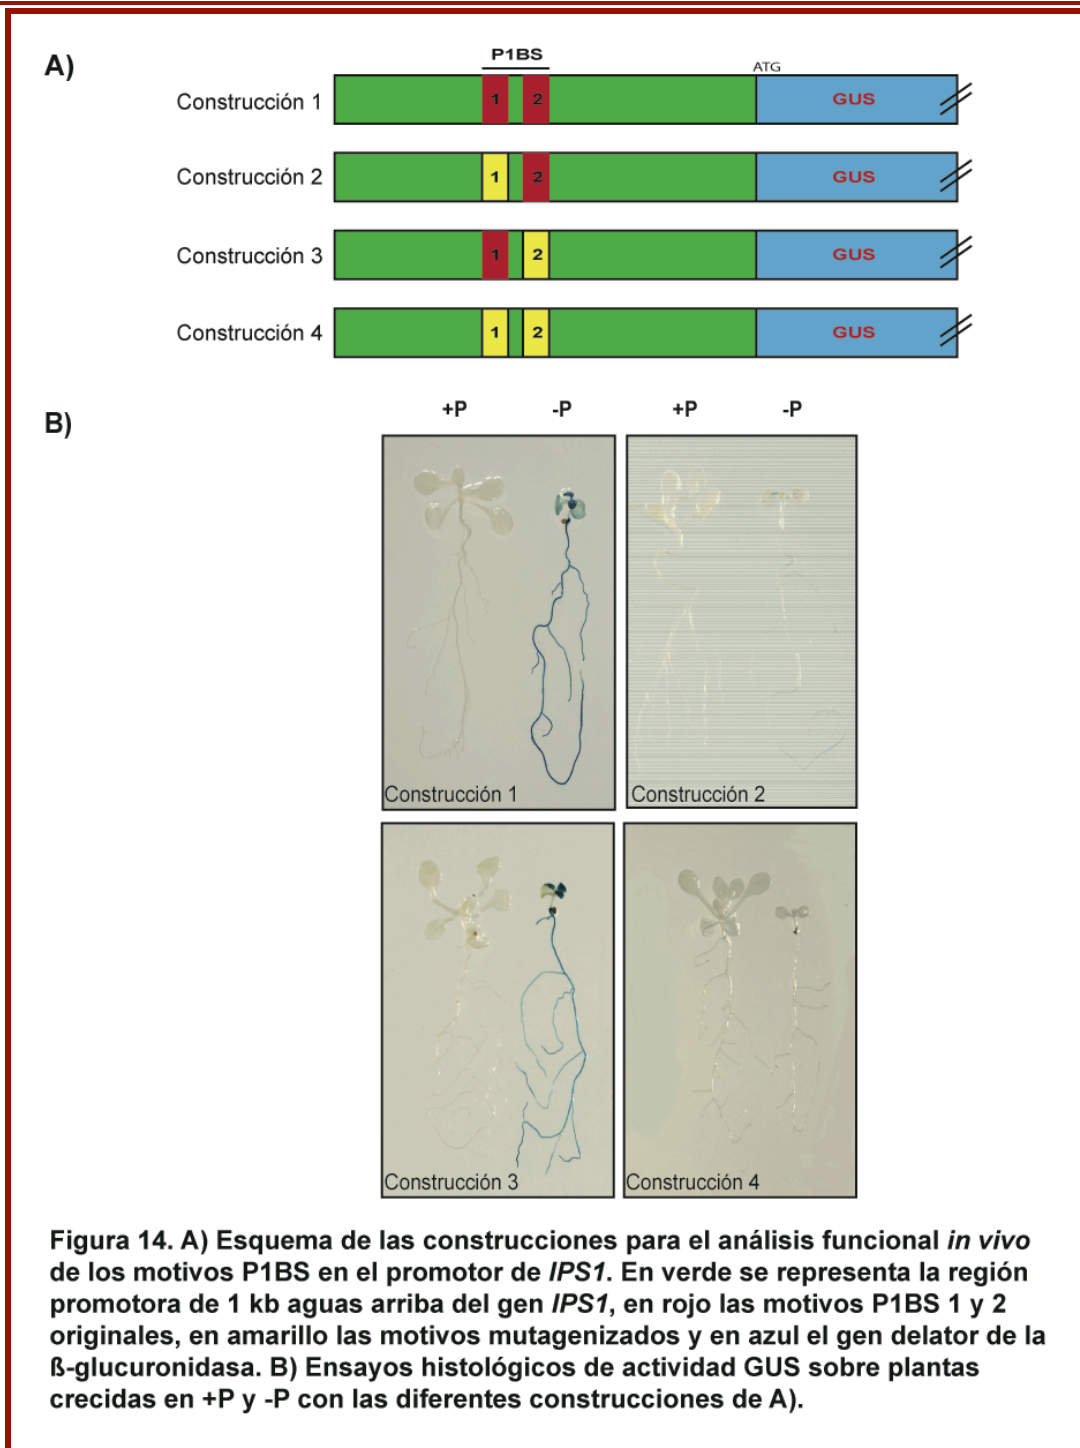 A)
P1BS
ATG
Construcción 1
1
2
GUS
Construcción 2
1
2
GUS
Construcción 3
1
2
GUS
Construcción 4
1
2
GUS
B)
+P
-P
+P
-P
Construcción 1
Construcción 2
Construcción 3
Construcción 4
Figura 14. A) Esquema de las construcciones para el análisis funcional in vivo
de los motivos P1BS en el promotor de IPS1. En verde se representa la región
promotora de 1 kb aguas arriba del gen IPS1, en rojo las motivos P1BS 1 y 2
originales, en amarillo las motivos mutagenizados y en azul el gen delator de la
ß-glucuronidasa. B) Ensayos histológicos de actividad GUS sobre plantas
crecidas en +P y -P con las diferentes construcciones de A).